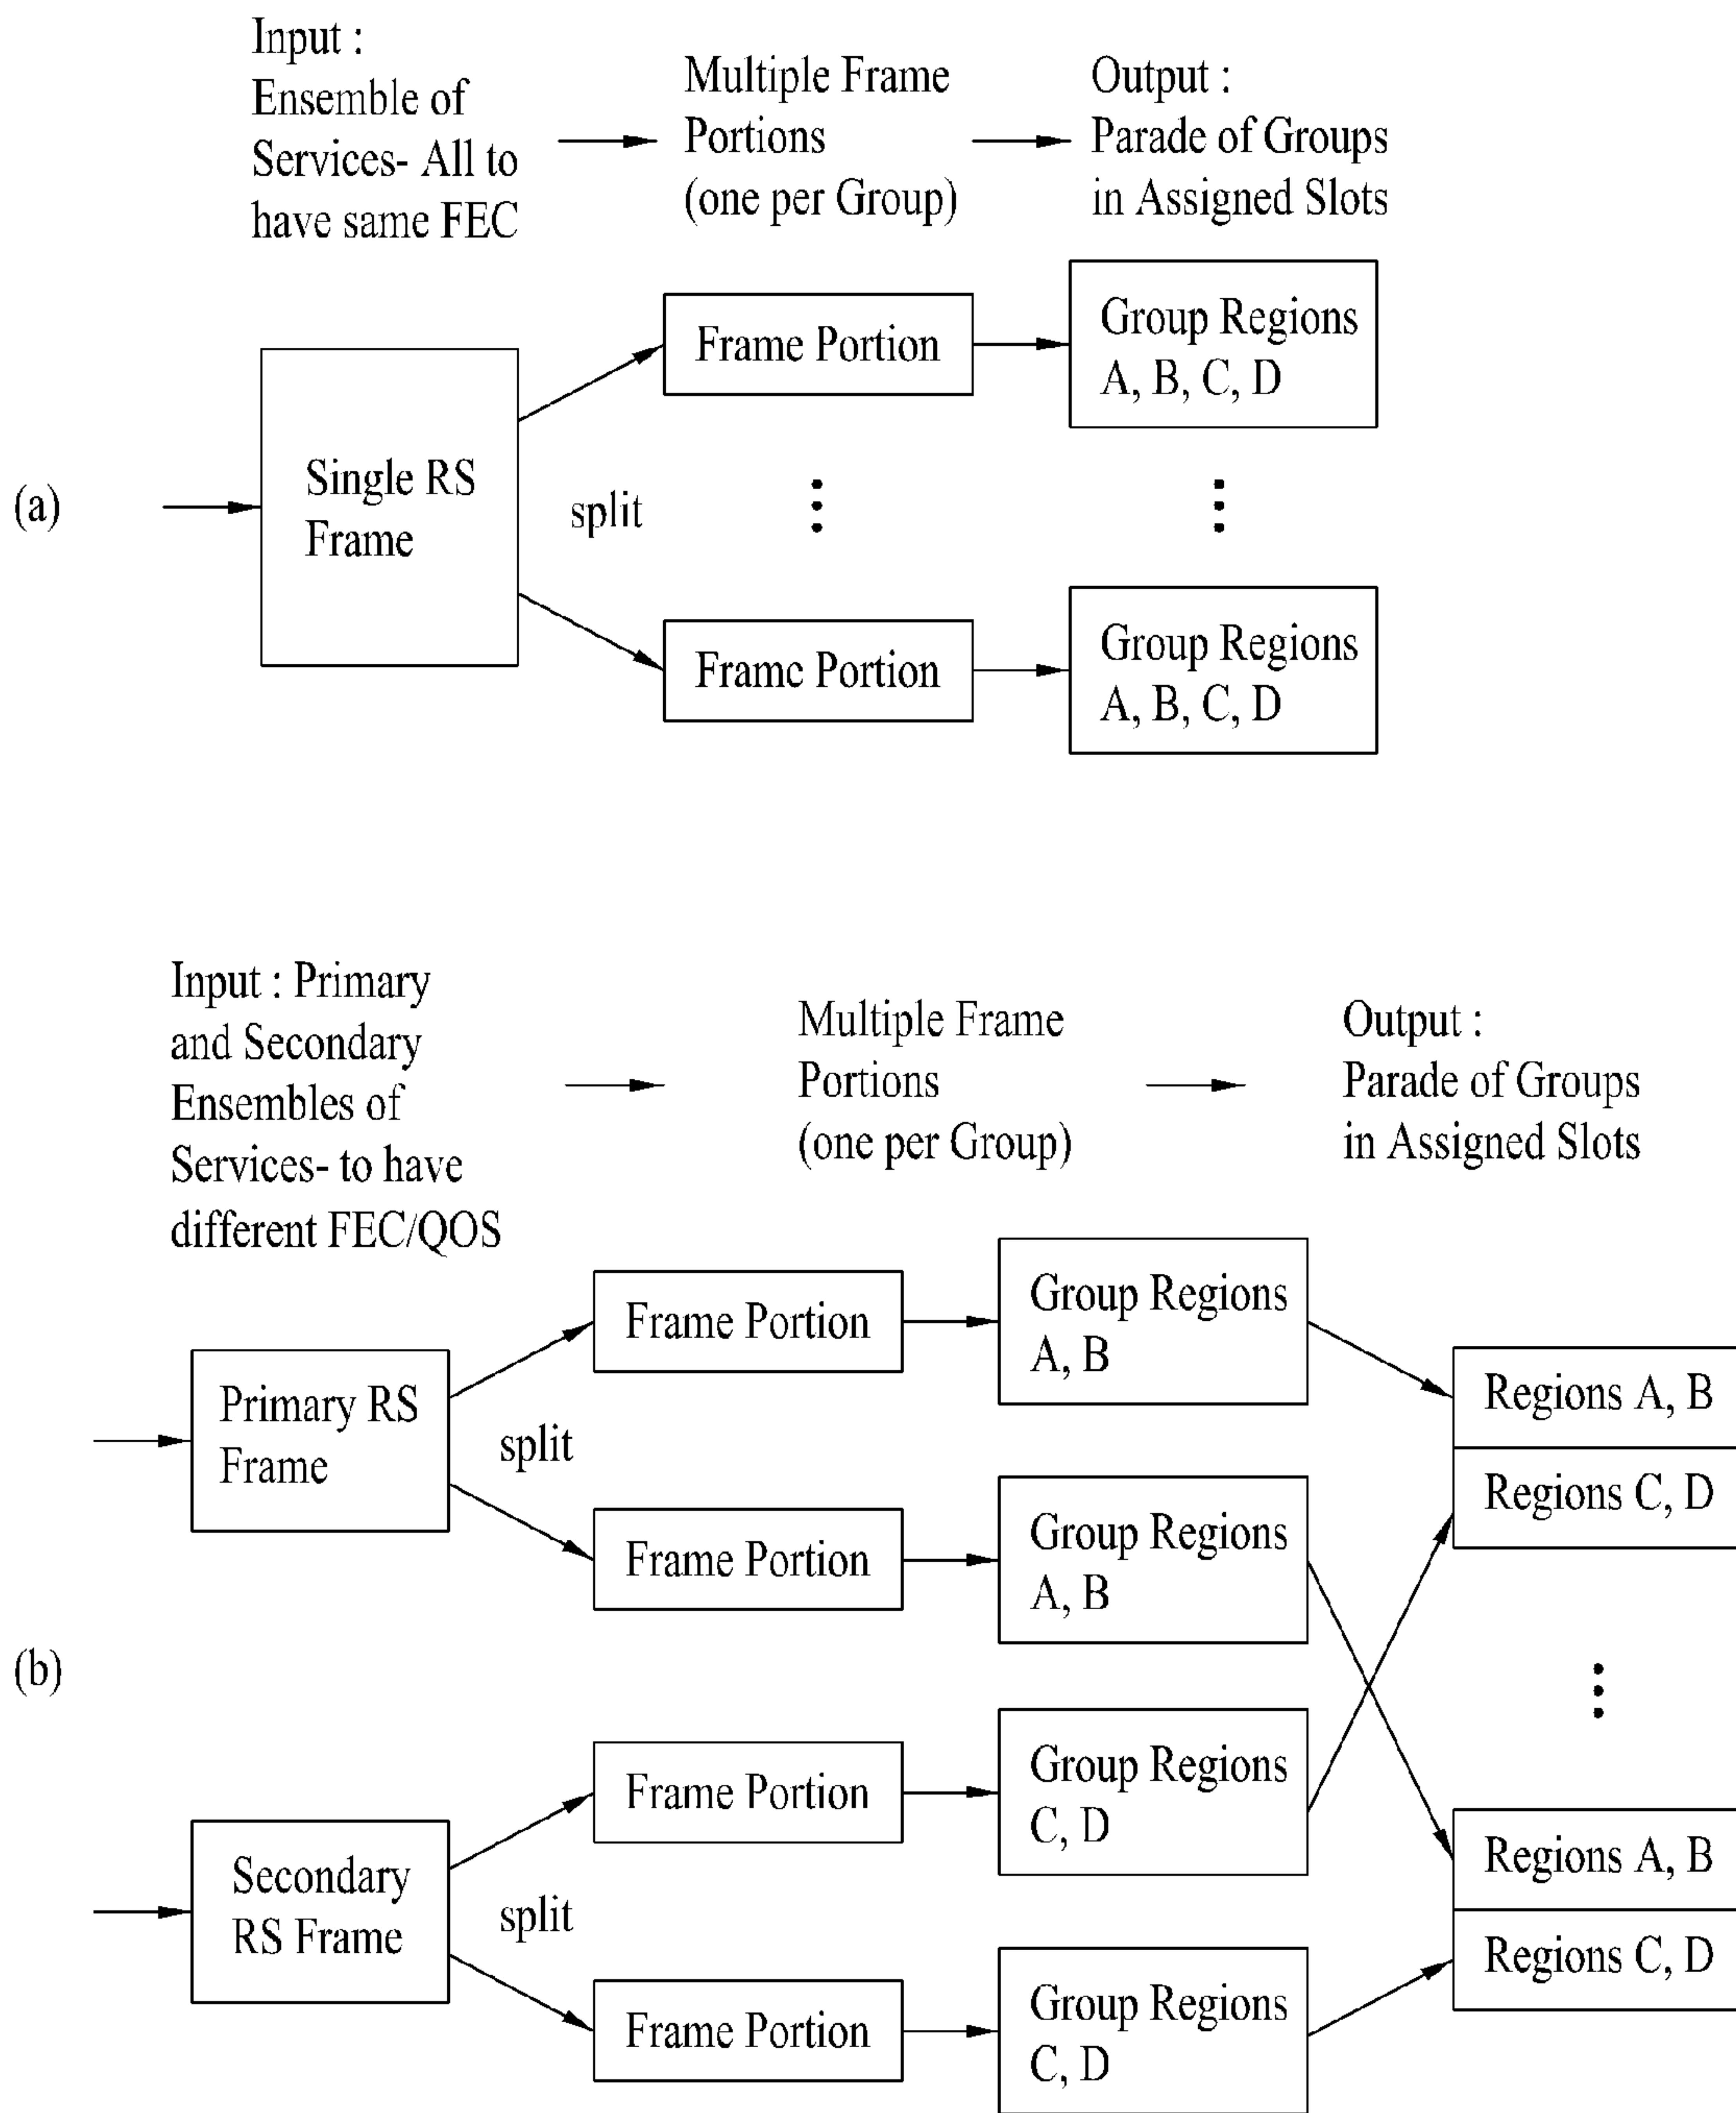 Input :
Ensemble of
Services- All to
have same FEC
Multiple Frame
Portions
(one per Group)
Output :
Parade of Groups
in Assigned Slots
(a)
Single RS
Frame
split
Frame Portion
Group Regions
A, B, C, D
Frame Portion
Group Regions
A, B, C, D
Input : Primary
and Secondary
Ensembles of
Services- to have
different FEC/QOS
Multiple Frame
Portions
(one per Group)
Output :
Parade of Groups
in Assigned Slots
(b)
Primary RS
Frame
split
Frame Portion
Group Regions
A, B
Frame Portion
Group Regions
A, B
Secondary
RS Frame
split
Frame Portion
Group Regions
C, D
Frame Portion
Group Regions
C, D
Regions A, B
Regions C, D
Regions A, B
Regions C, D